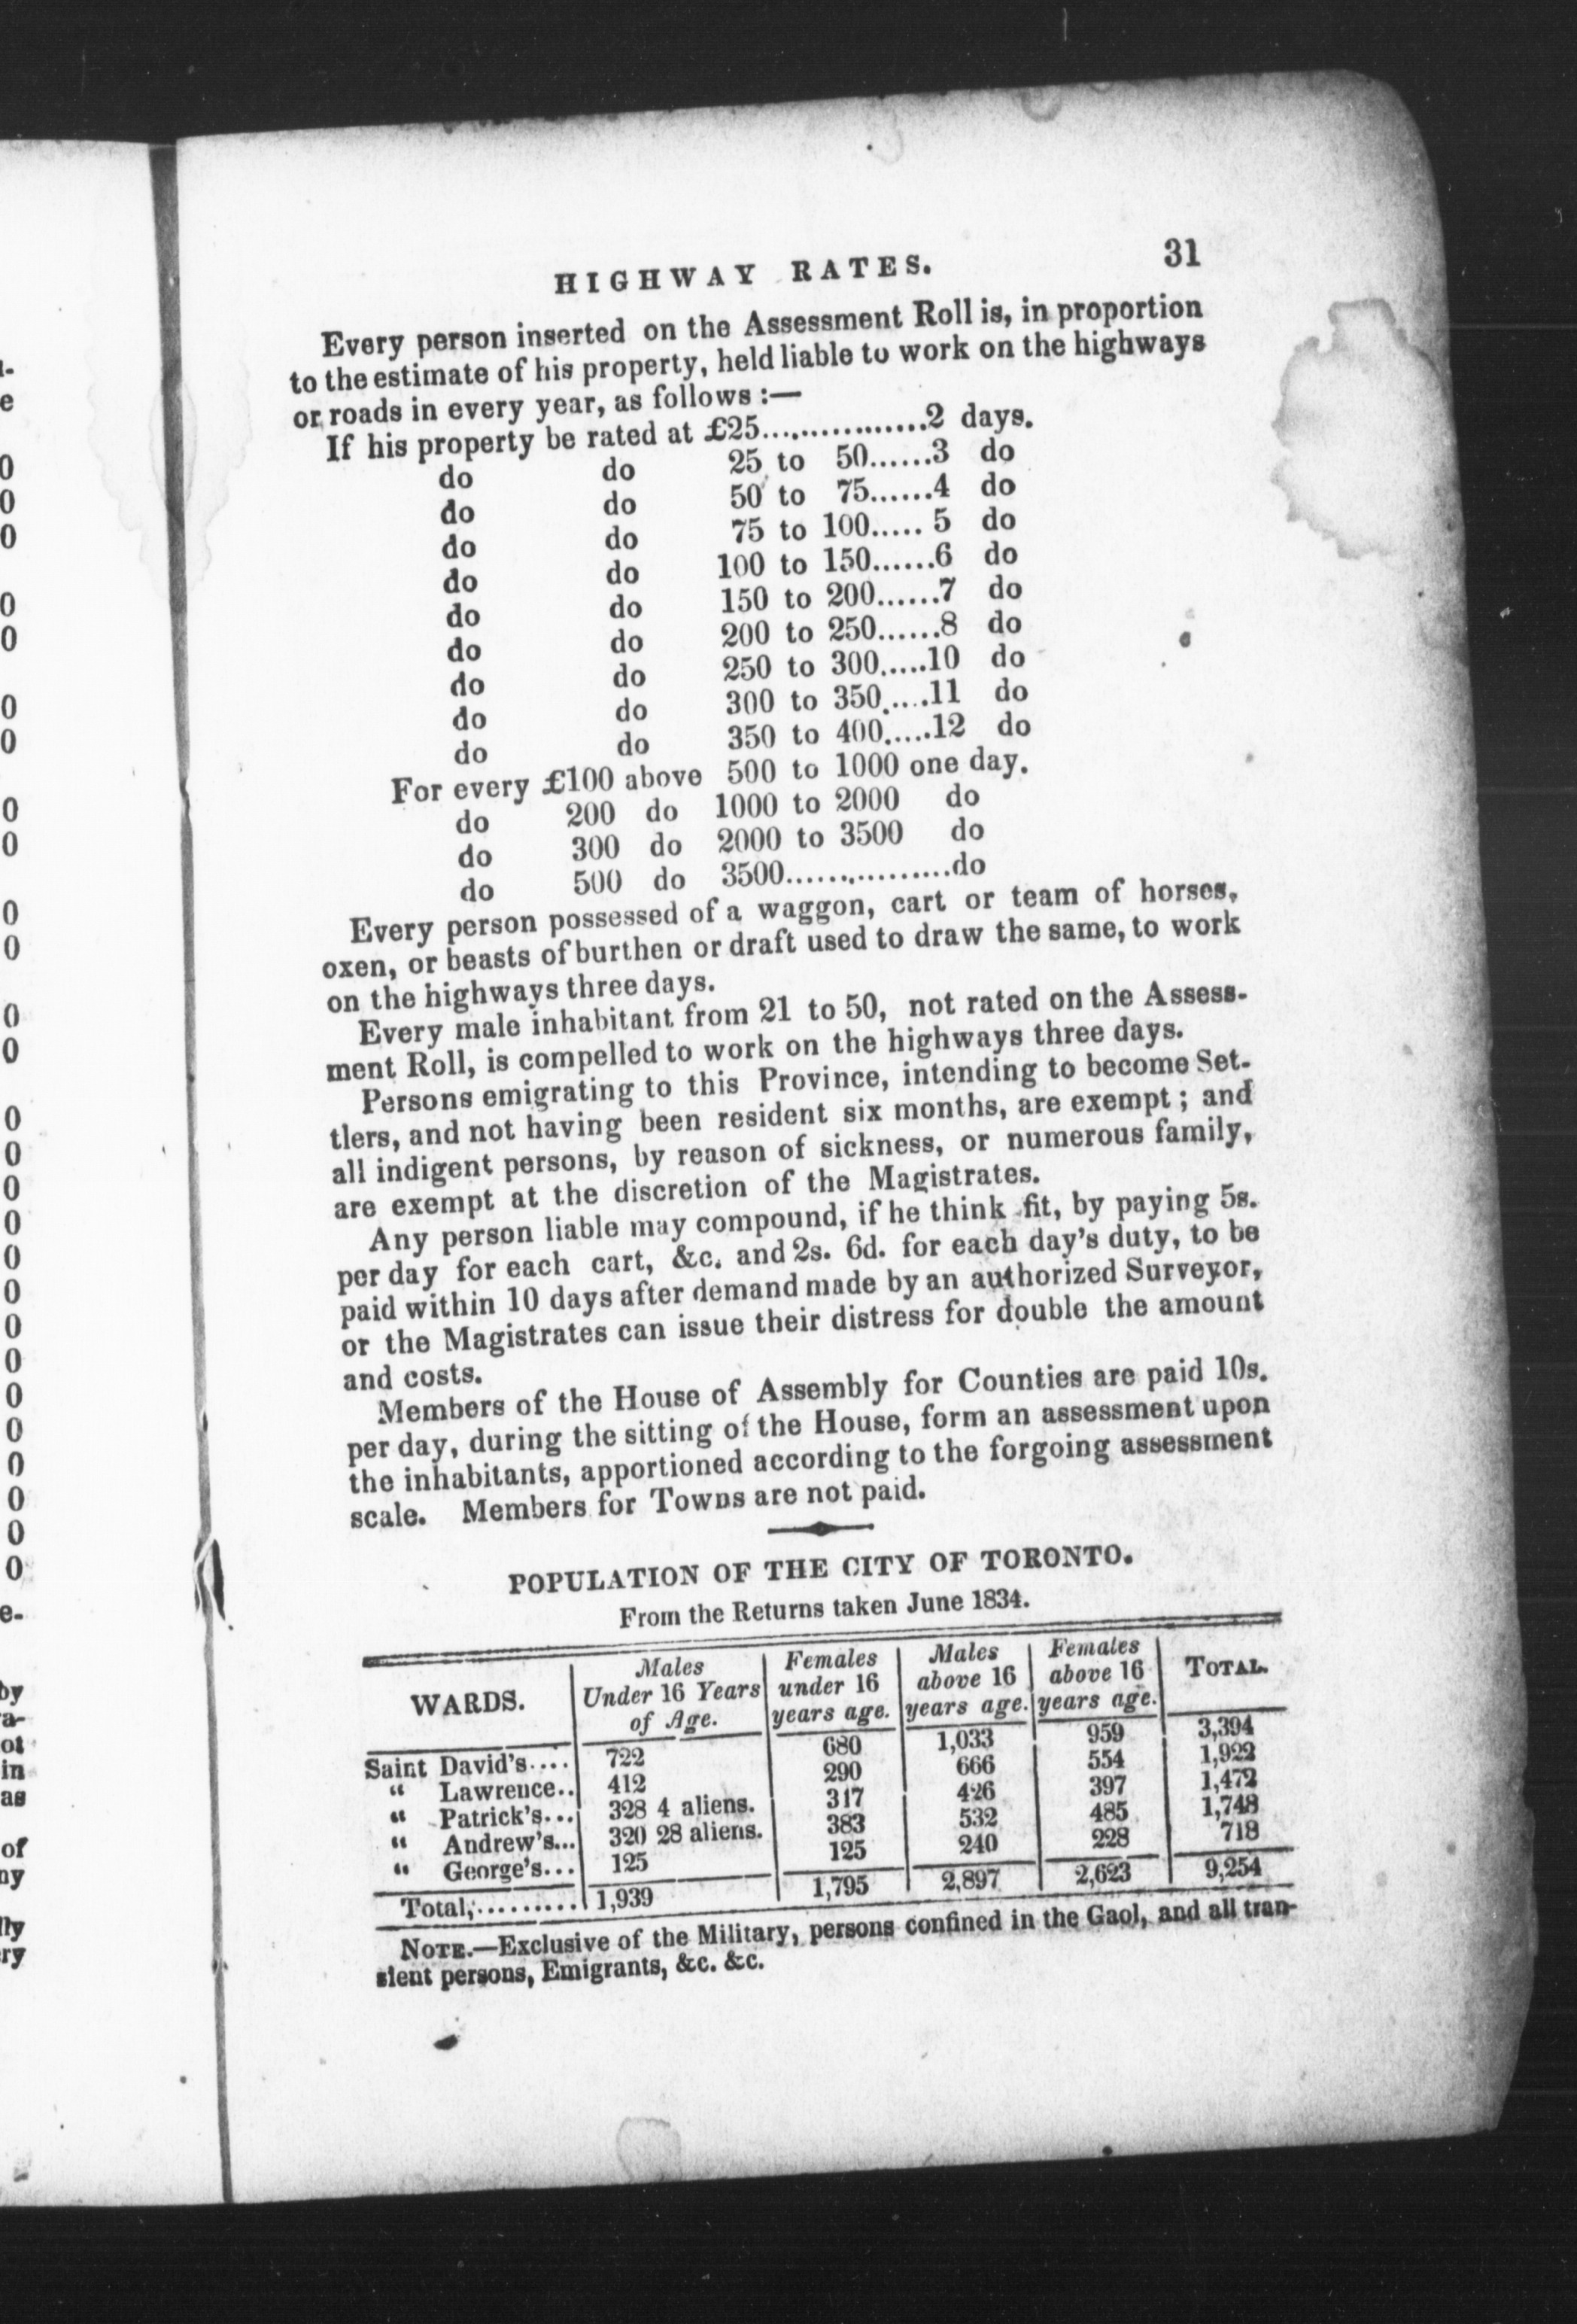 HIGHWAY RATES. 31
Every person inserted on the Assessment Roll is, in proportion
to the estimate of his property, held liable to work on the highways
or roads in every year, as follows :—
If his property be rated at £25..................2 days.
do do 25 to 50......3 do
do do 50 to 75......4 do
do do 75 to 100..... 5 do
do do 100 to 150......6 do
do do 150 to 200......7 do
do do 200 to 250......8 do
do do 250 to 300.....10 do
do do 300 to 350.....11 do
do do 350 to 400.....12 do
For every £100 above 500 to 1000 one day.
do 200 do 1000 to 2000 do
do 300 do 2000 to 3500 do
do 500 do 3500..................do
Every person possessed of a waggon, cart or team of horses,
oxen, or beasts of burthen or draft used to draw the same, to work
on the highways three days.
Every male inhabitant from 21 to 50, not rated on the Assess-
ment Roll, is compelled to work on the highways three days.
Persons emigrating to this Province, intending to become Set-
tlers, and not having been resident six months, are exempt ; and
all indigent persons, by reason of sickness, or numerous family,
are exempt at the discretion of the Magistrates.
Any person liable may compound, if he think fit, by paying 5s.
per day for each cart, &c. and 2s. 6d. for each day's duty, to be
paid within 10 days after demand made by an authorized Surveyor,
or the Magistrates can issue their distress for double the amount
and costs.
Members of the House of Assembly for Counties are paid 10s.
per day, during the sitting of the House, form an assessment upon
the inhabitants, apportioned according to the forgoing assessment
scale. Members for Towns are not paid.
POPULATION OF THE CITY OF TORONTO.
From the Returns taken June 1834.
WARDS. Males Under 16 Years of Age. Females under 16 years age. Males above 16 years age. Females above 16 years age. TOTAL.
Saint David's.... 722 680 1,033 959 3,394
" Lawrence.. 412 290 666 554 1,922
" Patrick's... 328 4 aliens. 317 426 397 1,472
" Andrew's... 320 28 aliens. 383 532 485 1,748
" George's... 125 125 240 228 718
Total,.......... 1,939 1,795 2,897 2,623 9,254
NOTE.—Exclusive of the Military, persons confined in the Gaol, and all tran-
sient persons, Emigrants, &c. &c.